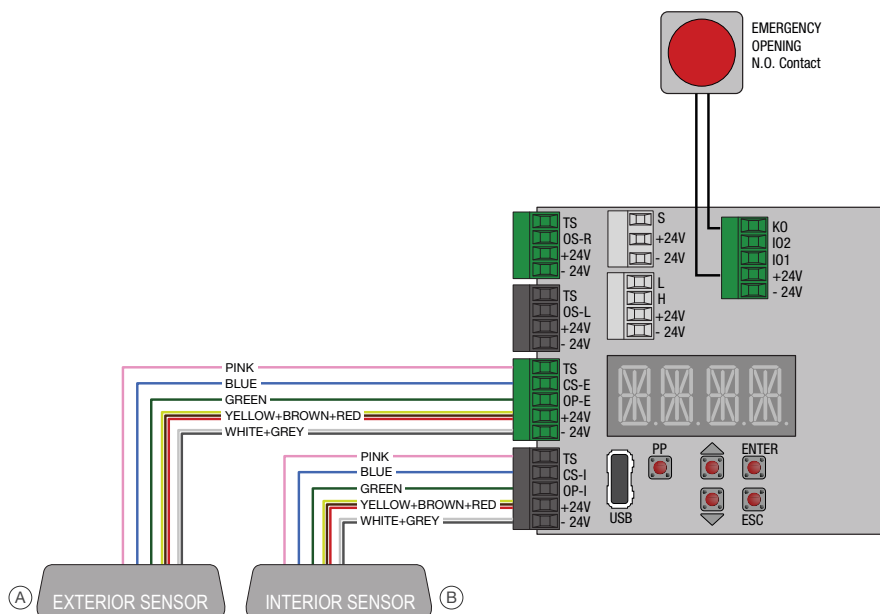 EMERGENCY
OPENING
N.O. Contact
TS
OS-R
+24V
- 24V
S
+24V
- 24V
KO
IO2
IO1
+24V
- 24V
TS
OS-L
+24V
- 24V
L
H
+24V
- 24V
PINK
BLUE
GREEN
YELLOW+BROWN+RED
WHITE+GREY
TS
CS-E
OP-E
+24V
- 24V
PINK
BLUE
GREEN
YELLOW+BROWN+RED
WHITE+GREY
TS
CS-I
OP-I
+24V
- 24V
USB
PP
ENTER
ESC
A EXTERIOR SENSOR
INTERIOR SENSOR B